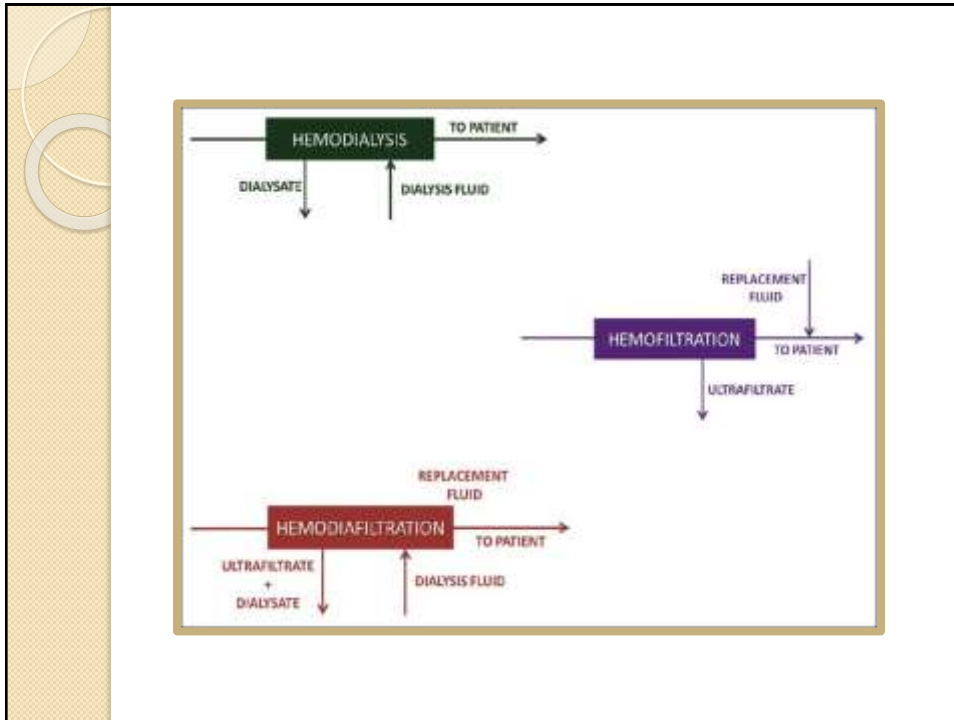 HEMODIALYSIS
TO PATIENT
DIALYSATE
DIALYSIS FLUID
REPLACEMENT
FLUID
HEMOFILTRATION
TO PATIENT
ULTRAFILTRATE
REPLACEMENT
FLUID
HEMODIAFILTRATION
TO PATIENT
ULTRAFILTRATE
+
DIALYSATE
DIALYSIS FLUID